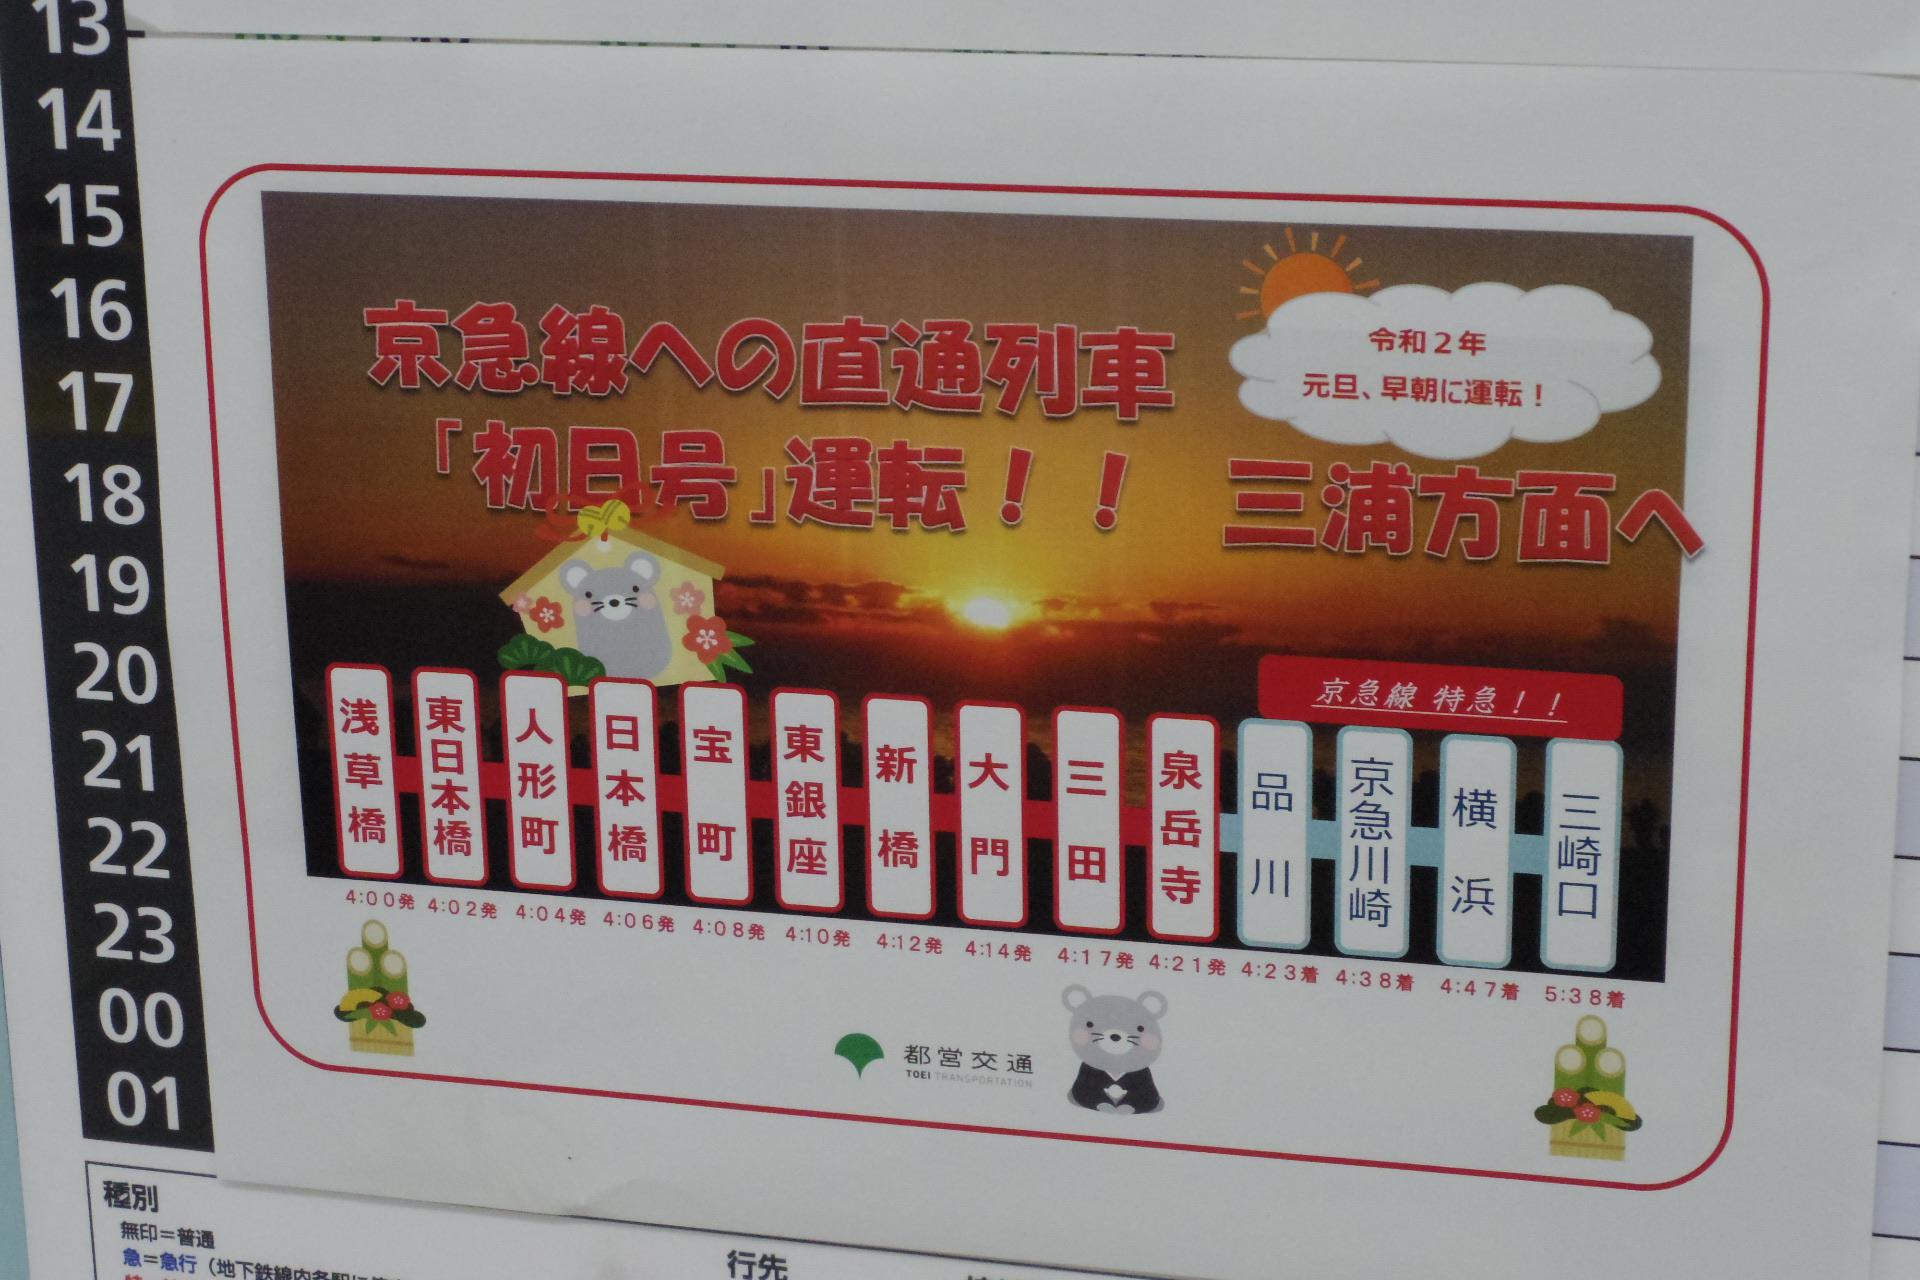 13
14
15
16
17
18
19
20
21
22
23
00
01
令和２年
元旦、早朝に運転！
京急線への直通列車
「初日号」運転！！ 三浦方面へ
京急線 特急！！
浅草橋
東日本橋
人形町
日本橋
宝町
東銀座
新橋
大門
三田
泉岳寺
品川
京急川崎
横浜
三崎口
4:00発 4:02発 4:04発 4:06発 4:08発 4:10発 4:12発 4:14発 4:17発 4:21発 4:23着 4:38着 4:47着 5:38着
都営交通
TOEI TRANSPORTATION
種別
無印＝普通
急＝急行（地下鉄線内各駅に
行先